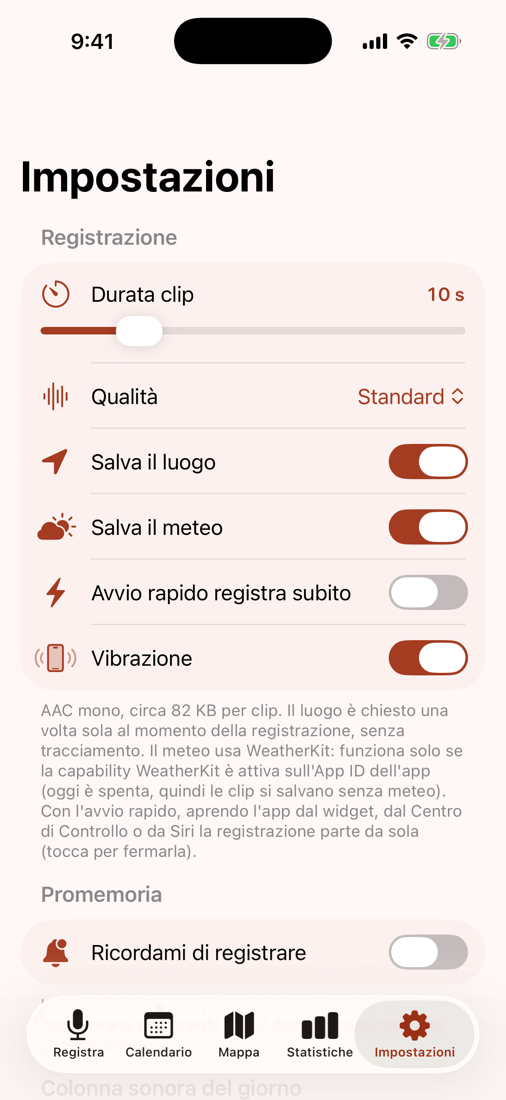 9:41
Impostazioni
Registrazione
Durata clip
10 s
Qualità
Standard
Salva il luogo
Salva il meteo
Avvio rapido registra subito
Vibrazione
AAC mono, circa 82 KB per clip. Il luogo è chiesto una
volta sola al momento della registrazione, senza
tracciamento. Il meteo usa WeatherKit: funziona solo se
la capability WeatherKit è attiva sull'App ID dell'app
(oggi è spenta, quindi le clip si salvano senza meteo).
Con l'avvio rapido, aprendo l'app dal widget, dal Centro
di Controllo o da Siri la registrazione parte da sola
(tocca per fermarla).
Promemoria
Ricordami di registrare
Registra
Calendario
Mappa
Statistiche
Impostazioni
Colonna sonora del giorno